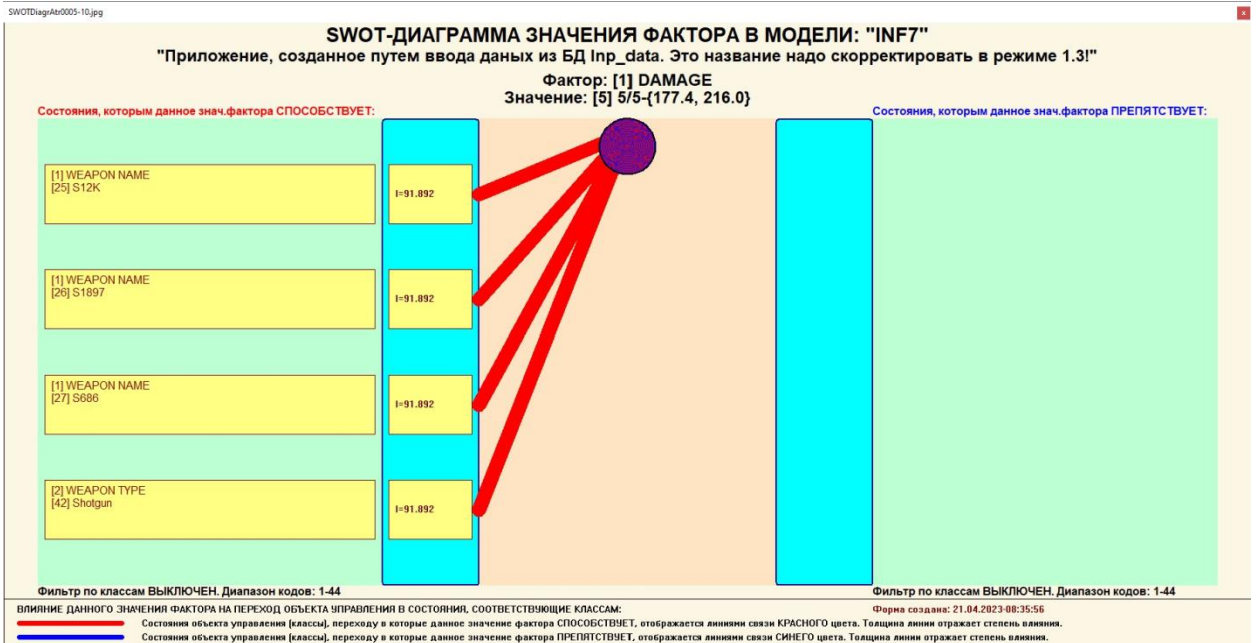 SWOTDiagrAtr0005-10.jpg
x
SWOT-ДИАГРАММА ЗНАЧЕНИЯ ФАКТОРА В МОДЕЛИ: "INF7"
"Приложение, созданное путем ввода даных из БД Inp_data. Это название надо скорректировать в режиме 1.3!"
Фактор: [1] DAMAGE
Значение: [5] 5/5-{177.4, 216.0}
Состояния, которым данное знач.фактора СПОСОБСТВУЕТ:
Состояния, которым данное знач.фактора ПРЕПЯТСТВУЕТ:
[1] WEAPON NAME
[25] S12K
I=91.892
[1] WEAPON NAME
[26] S1897
I=91.892
[1] WEAPON NAME
[27] S686
I=91.892
[2] WEAPON TYPE
[42] Shotgun
I=91.892
Фильтр по классам ВЫКЛЮЧЕН. Диапазон кодов: 1-44
Фильтр по классам ВЫКЛЮЧЕН. Диапазон кодов: 1-44
ВЛИЯНИЕ ДАННОГО ЗНАЧЕНИЯ ФАКТОРА НА ПЕРЕХОД ОБЪЕКТА УПРАВЛЕНИЯ В СОСТОЯНИЯ, СООТВЕТСТВУЮЩИЕ КЛАССАМ:
Форма создана: 21.04.2023-08:35:56
Состояния объекта управления (классы), переходу в которые данное значение фактора СПОСОБСТВУЕТ, отображается линиями связи КРАСНОГО цвета. Толщина линии отражает степень влияния.
Состояния объекта управления (классы), переходу в которые данное значение фактора ПРЕПЯТСТВУЕТ, отображается линиями связи СИНЕГО цвета. Толщина линии отражает степень влияния.